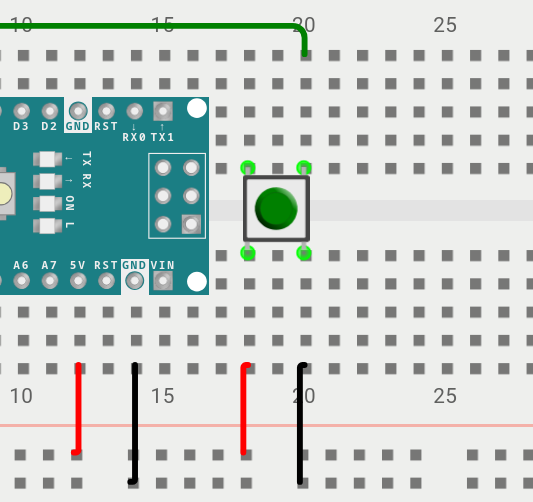 10 15 20 25
D3 D2 GND RST ↓ ↑
RX0 TX1
← TX
→ RX
ON
L
A6 A7 5V RST GND VIN
10 15 20 25